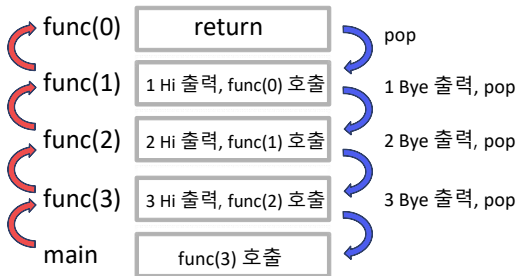 func(0) return pop
func(1) 1 Hi 출력, func(0) 호출 1 Bye 출력, pop
func(2) 2 Hi 출력, func(1) 호출 2 Bye 출력, pop
func(3) 3 Hi 출력, func(2) 호출 3 Bye 출력, pop
main func(3) 호출